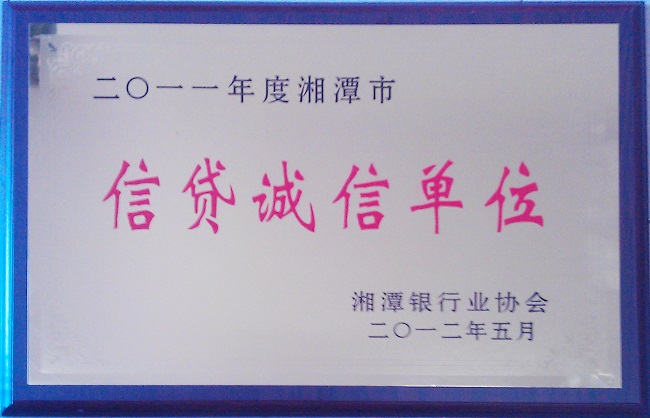 二〇一一年度湘潭市
信贷诚信单位
湘潭银行业协会
二〇一二年五月